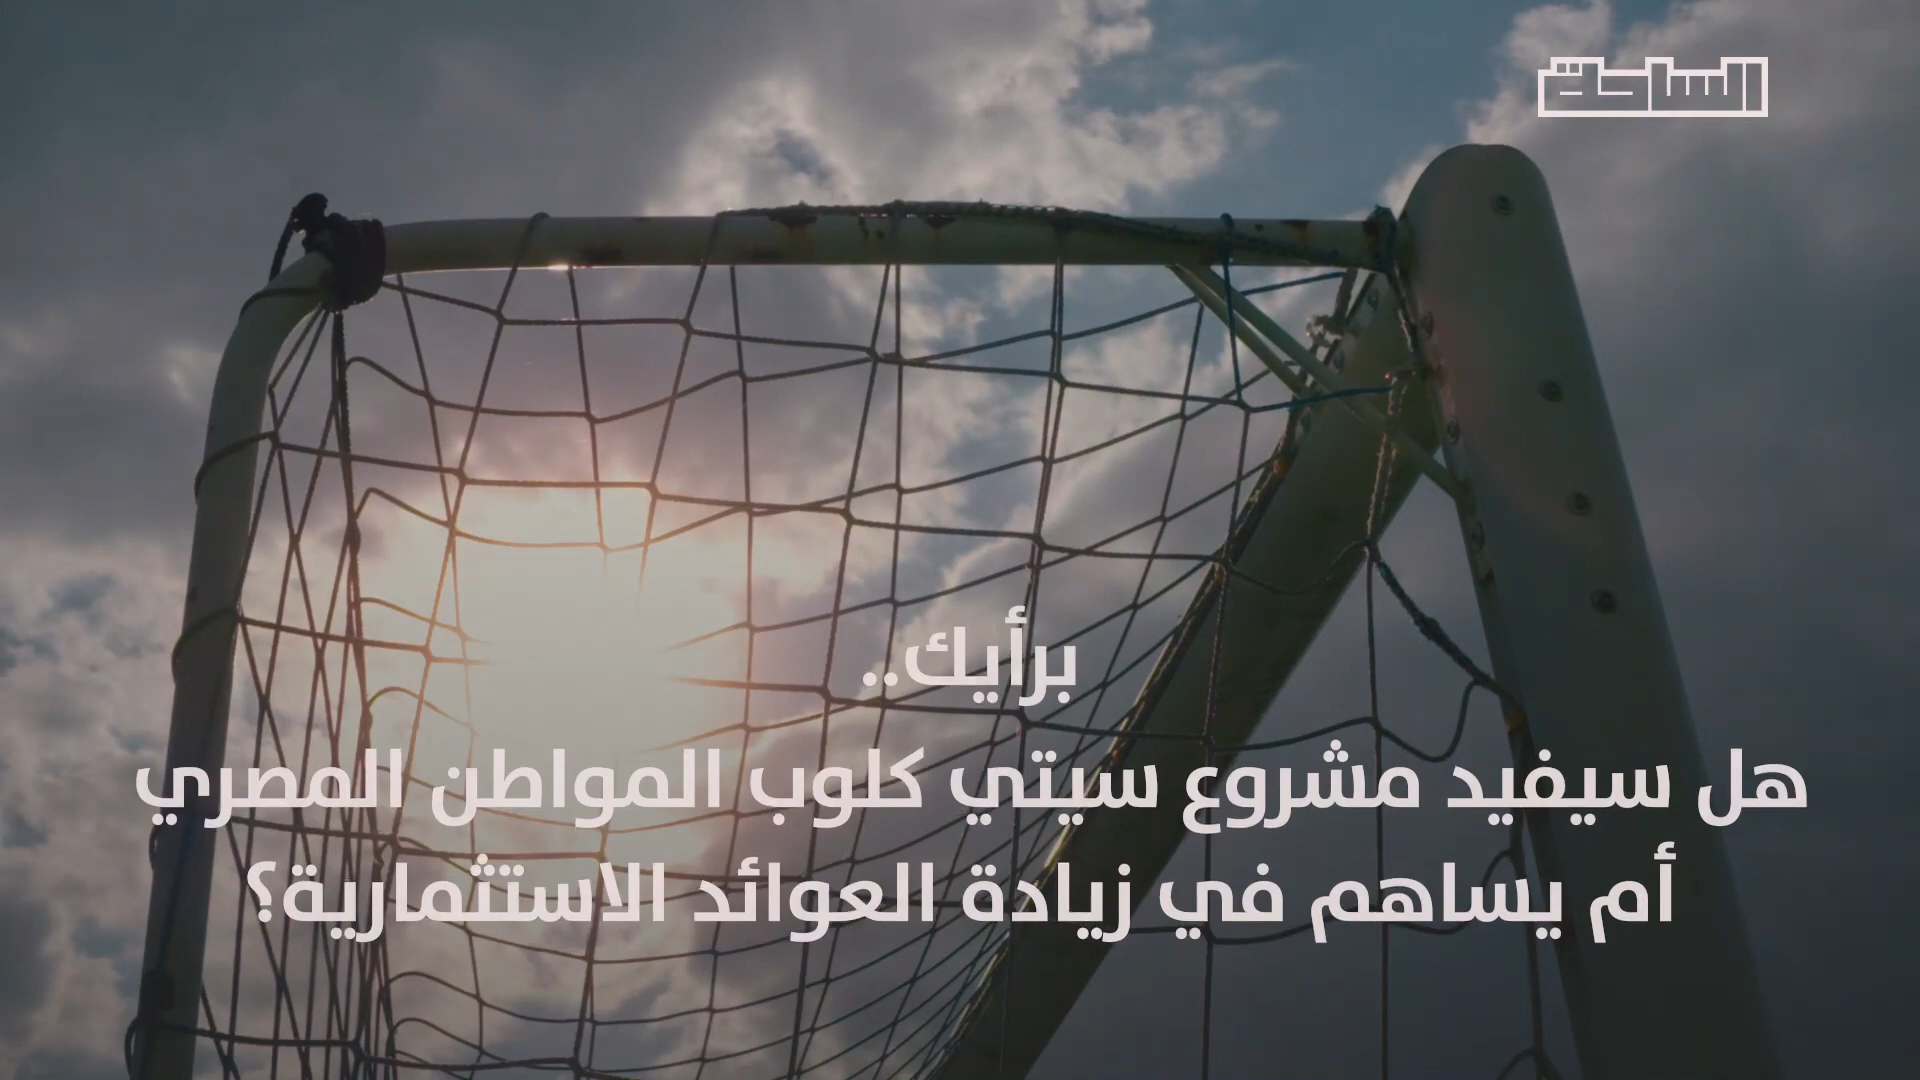 الساحة
برأيك..
هل سيفيد مشروع سيتي كلوب المواطن المصري
أم يساهم في زيادة العوائد الاستثمارية؟